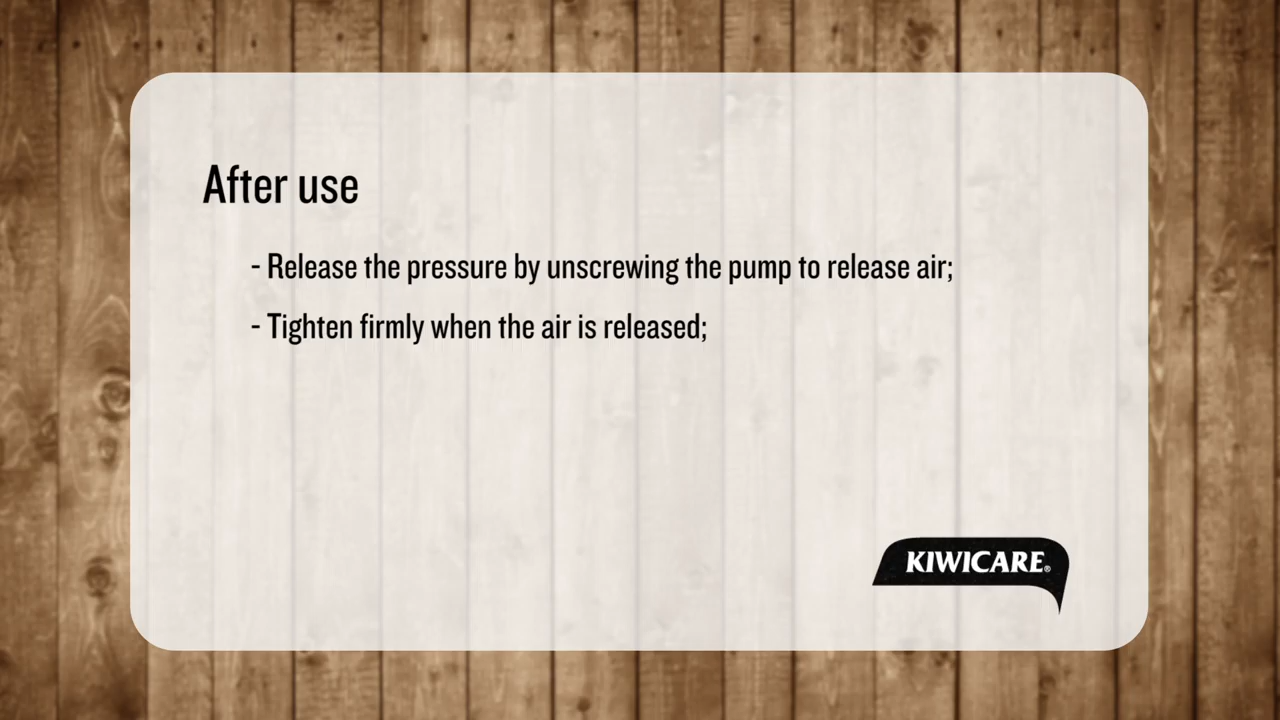 After use
- Release the pressure by unscrewing the pump to release air;
- Tighten firmly when the air is released;
KIWICARE®